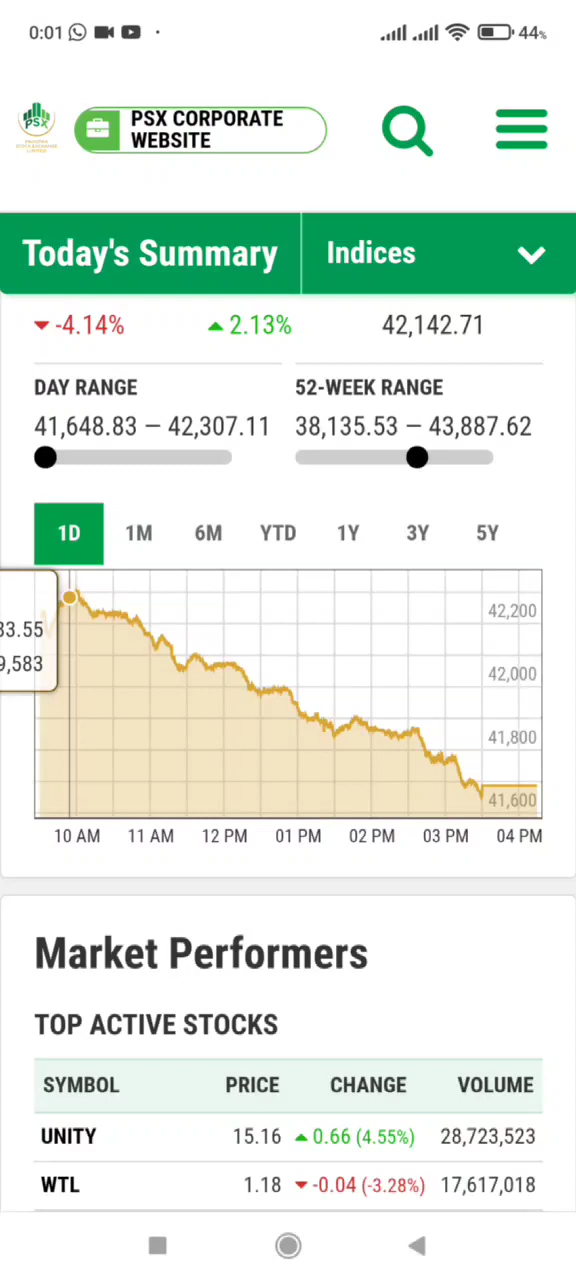 0:01 44%
PSX
PSX CORPORATE
WEBSITE
Today's Summary Indices
-4.14% 2.13% 42,142.71
DAY RANGE 52-WEEK RANGE
41,648.83 — 42,307.11 38,135.53 — 43,887.62
1D 1M 6M YTD 1Y 3Y 5Y
33.55
9,583
42,200
42,000
41,800
41,600
10 AM 11 AM 12 PM 01 PM 02 PM 03 PM 04 PM
Market Performers
TOP ACTIVE STOCKS
SYMBOL PRICE CHANGE VOLUME
UNITY 15.16 0.66 (4.55%) 28,723,523
WTL 1.18 -0.04 (-3.28%) 17,617,018